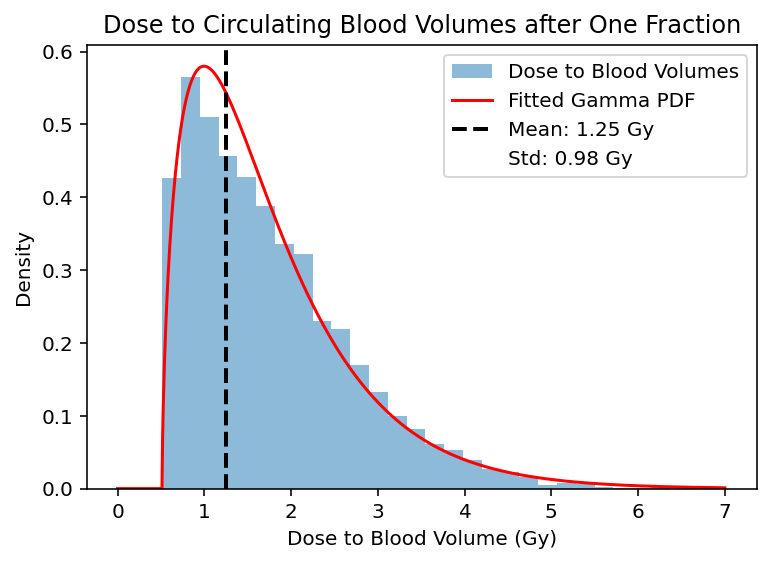 Dose to Circulating Blood Volumes after One Fraction
Dose to Blood Volumes
Fitted Gamma PDF
Mean: 1.25 Gy
Std: 0.98 Gy
Density
0.6
0.5
0.4
0.3
0.2
0.1
0.0
0 1 2 3 4 5 6 7
Dose to Blood Volume (Gy)